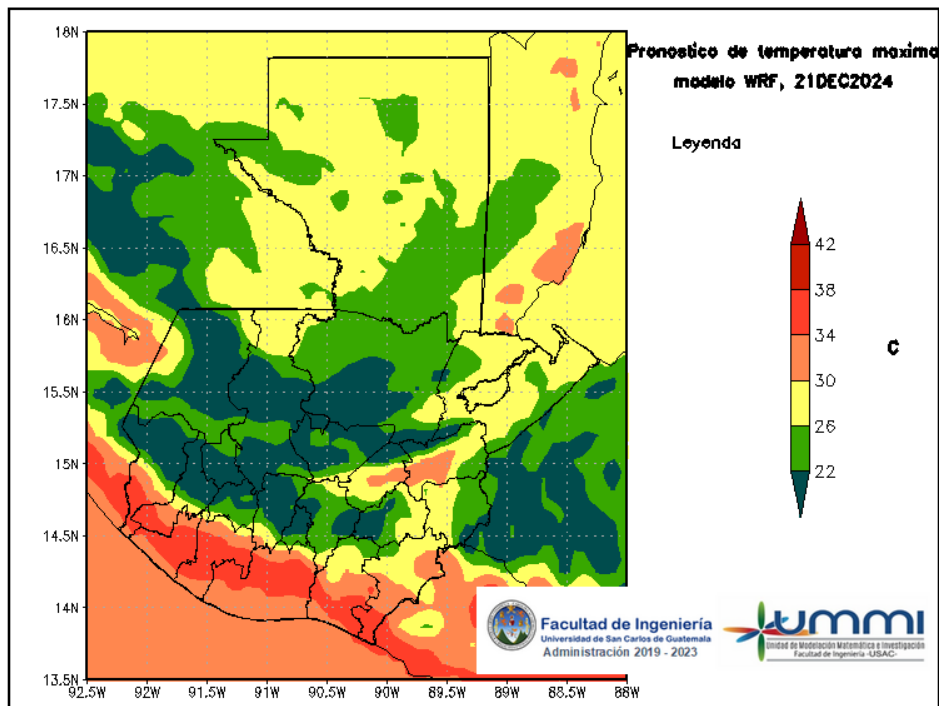 Pronostico de temperatura maxima
modelo WRF, 21DEC2024
Leyenda
18N
17.5N
17N
16.5N
16N
15.5N
15N
14.5N
14N
13.5N
92.5W 92W 91.5W 91W 90.5W 90W 89.5W 89W 88.5W 88W
42
38
34
30
26
22
C
Facultad de Ingeniería
Universidad de San Carlos de Guatemala
Administración 2019 - 2023
UMMI
Unidad de Modelación Matemática e Investigación
Facultad de Ingeniería -USAC-